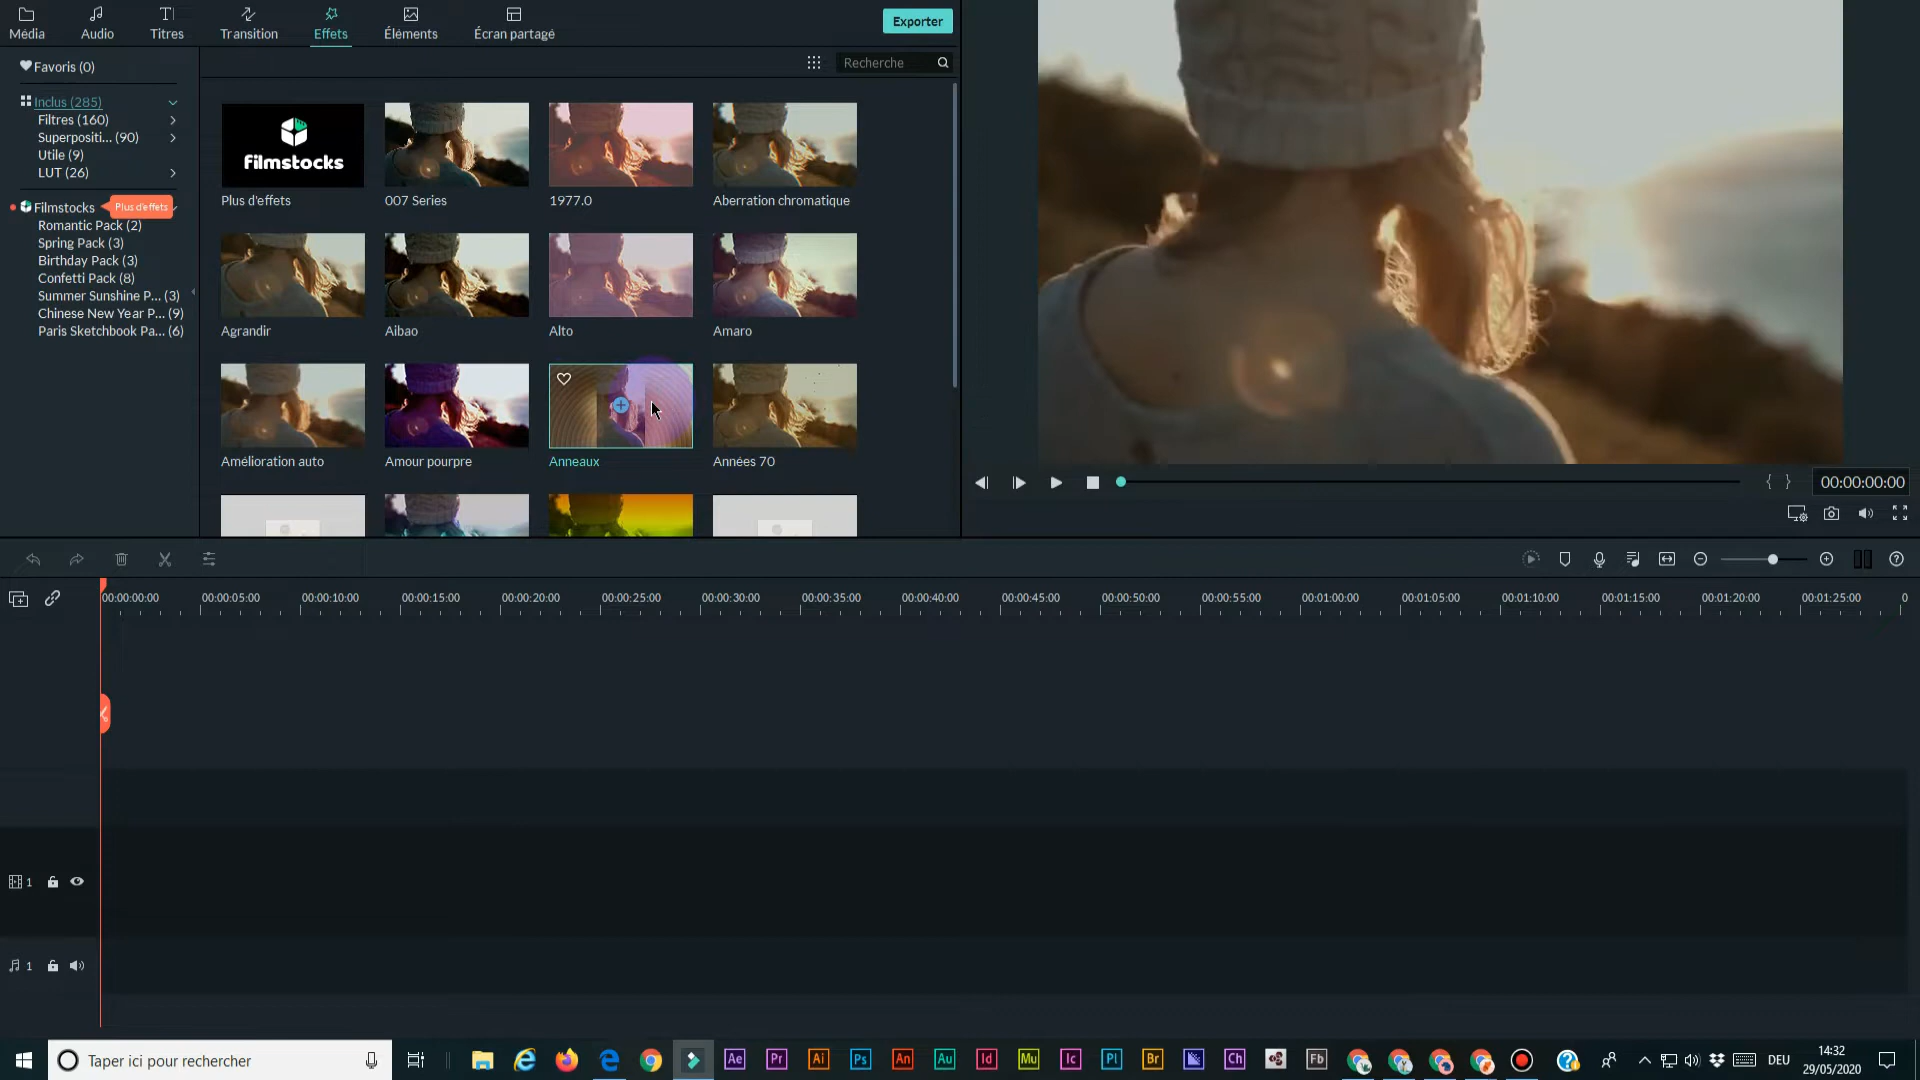 Média
Audio
Titres
Transition
Effets
Éléments
Écran partagé
Exporter
Favoris (0)
Recherche
Inclus (285)
Filtres (160)
Superpositi... (90)
Utile (9)
LUT (26)
Filmstocks
Plus d'effets
Romantic Pack (2)
Spring Pack (3)
Birthday Pack (3)
Confetti Pack (8)
Summer Sunshine P... (3)
Chinese New Year P... (9)
Paris Sketchbook Pa... (6)
filmstocks
Plus d'effets
007 Series
1977.0
Aberration chromatique
Agrandir
Aibao
Alto
Amaro
Amélioration auto
Amour pourpre
Anneaux
Années 70
{ }
00:00:00:00
00:00:00:00
00:00:05:00
00:00:10:00
00:00:15:00
00:00:20:00
00:00:25:00
00:00:30:00
00:00:35:00
00:00:40:00
00:00:45:00
00:00:50:00
00:00:55:00
00:01:00:00
00:01:05:00
00:01:10:00
00:01:15:00
00:01:20:00
00:01:25:00
0
1
1
Taper ici pour rechercher
Ae
Pr
Ai
Ps
An
Au
Id
Mu
Ic
Pl
Br
Ch
Fb
DEU
14:32
29/05/2020